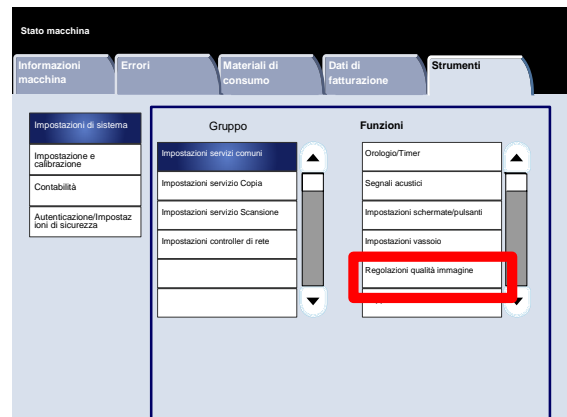 Stato macchina
Informazioni
macchina
Errori
Materiali di
consumo
Dati di
fatturazione
Strumenti
Impostazioni di sistema
Impostazione e
calibrazione
Contabilità
Autenticazione/Impostaz
ioni di sicurezza
Gruppo
Impostazioni servizi comuni
Impostazioni servizio Copia
Impostazioni servizio Scansione
Impostazioni controller di rete
Funzioni
Orologio/Timer
Segnali acustici
Impostazioni schermate/pulsanti
Impostazioni vassoio
Regolazioni qualità immagine